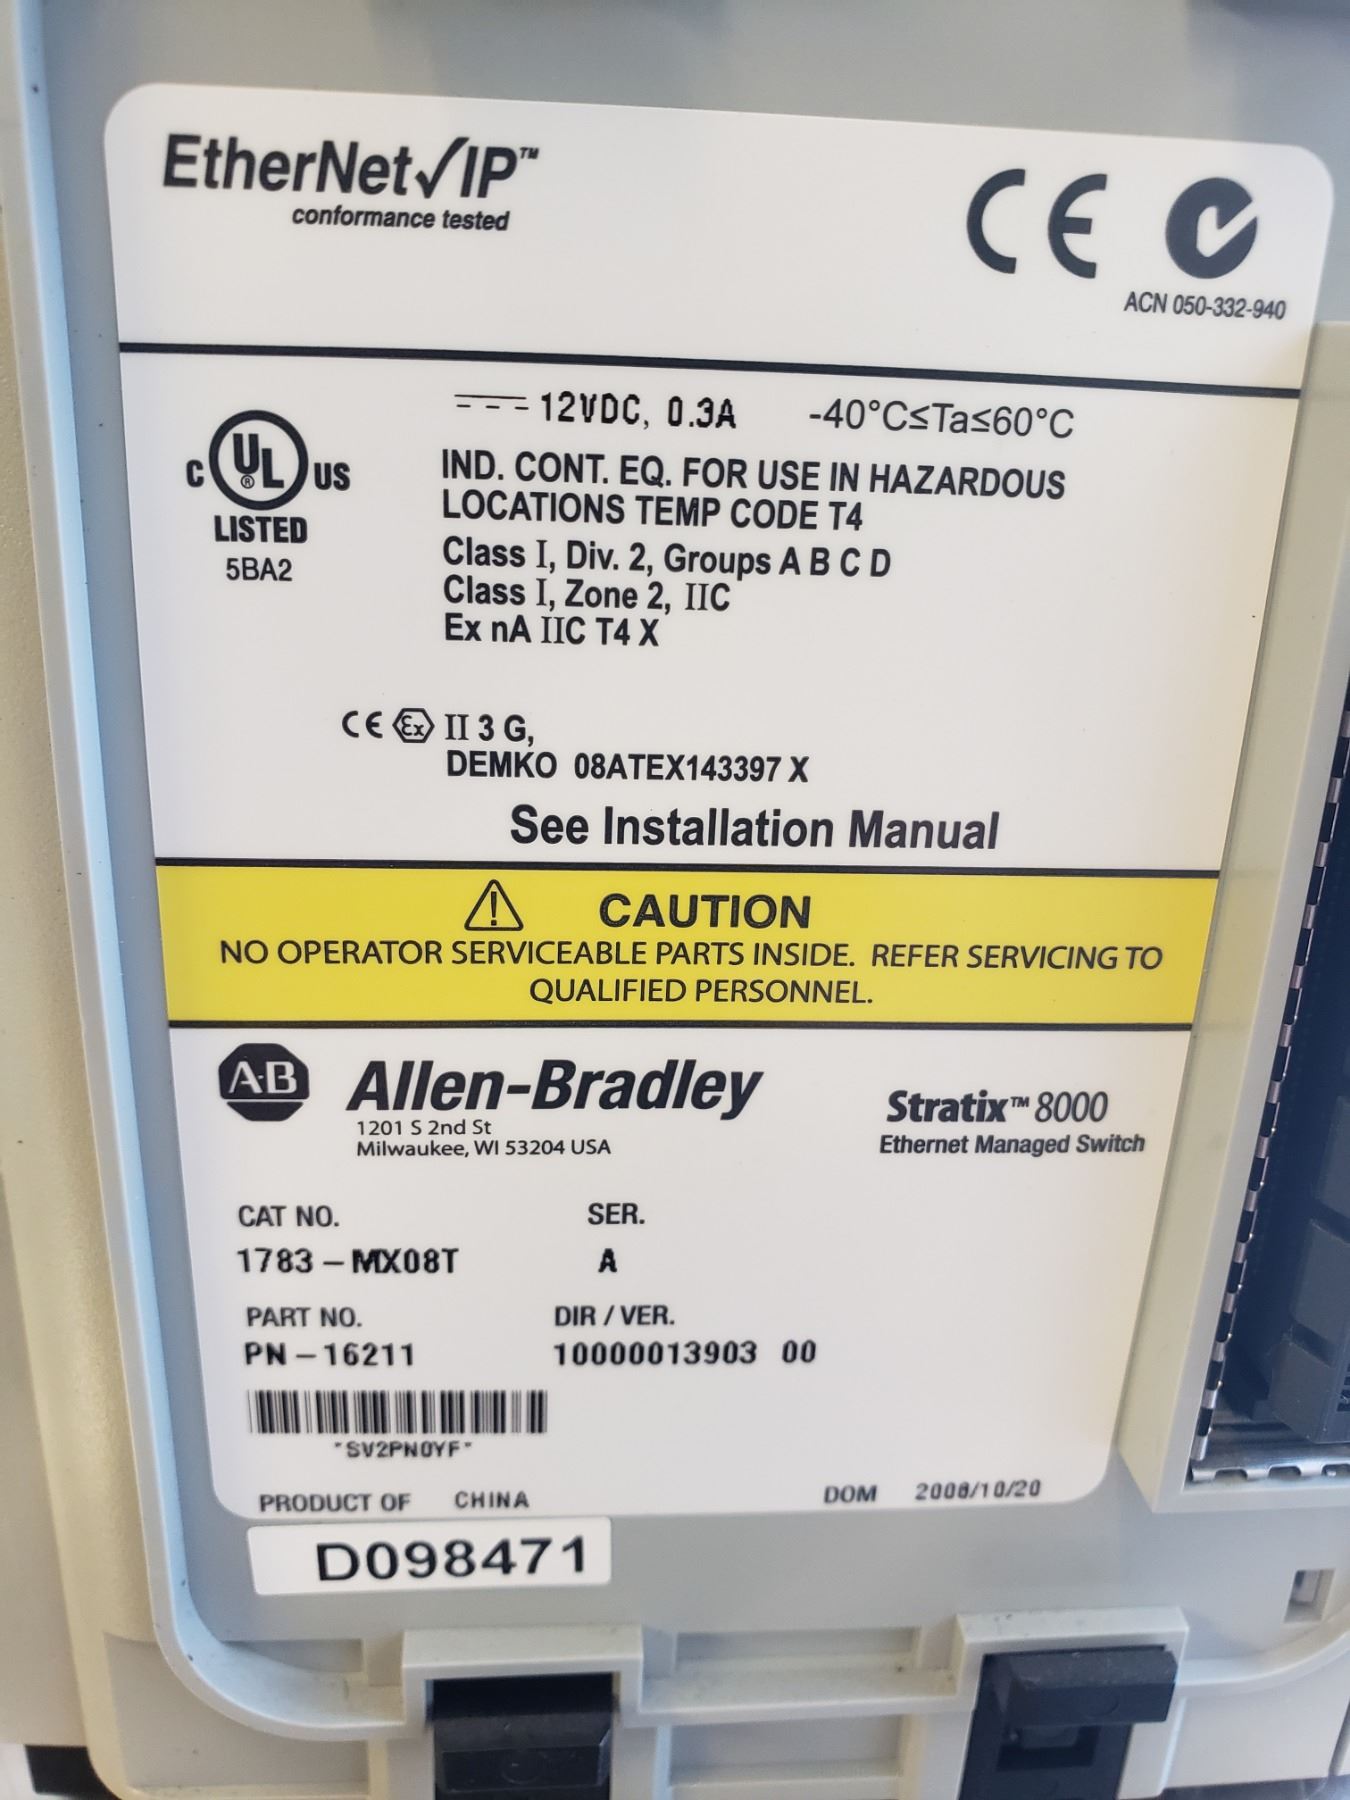 EtherNet✓IP™
conformance tested
CE
ACN 050-332-940
12VDC, 0.3A -40°C≤Ta≤60°C
C UL® US
LISTED
5BA2
IND. CONT. EQ. FOR USE IN HAZARDOUS
LOCATIONS TEMP CODE T4
Class I, Div. 2, Groups A B C D
Class I, Zone 2, IIC
Ex nA IIC T4 X
CE Ex II 3 G,
DEMKO 08ATEX143397 X
See Installation Manual
CAUTION
NO OPERATOR SERVICEABLE PARTS INSIDE. REFER SERVICING TO
QUALIFIED PERSONNEL.
A-B Allen-Bradley
1201 S 2nd St
Milwaukee, WI 53204 USA
Stratix™ 8000
Ethernet Managed Switch
CAT NO. SER.
1783-MX08T A
PART NO. DIR / VER.
PN-16211 10000013903 00
*SV2PN0YF*
PRODUCT OF CHINA DOM 2008/10/20
D098471